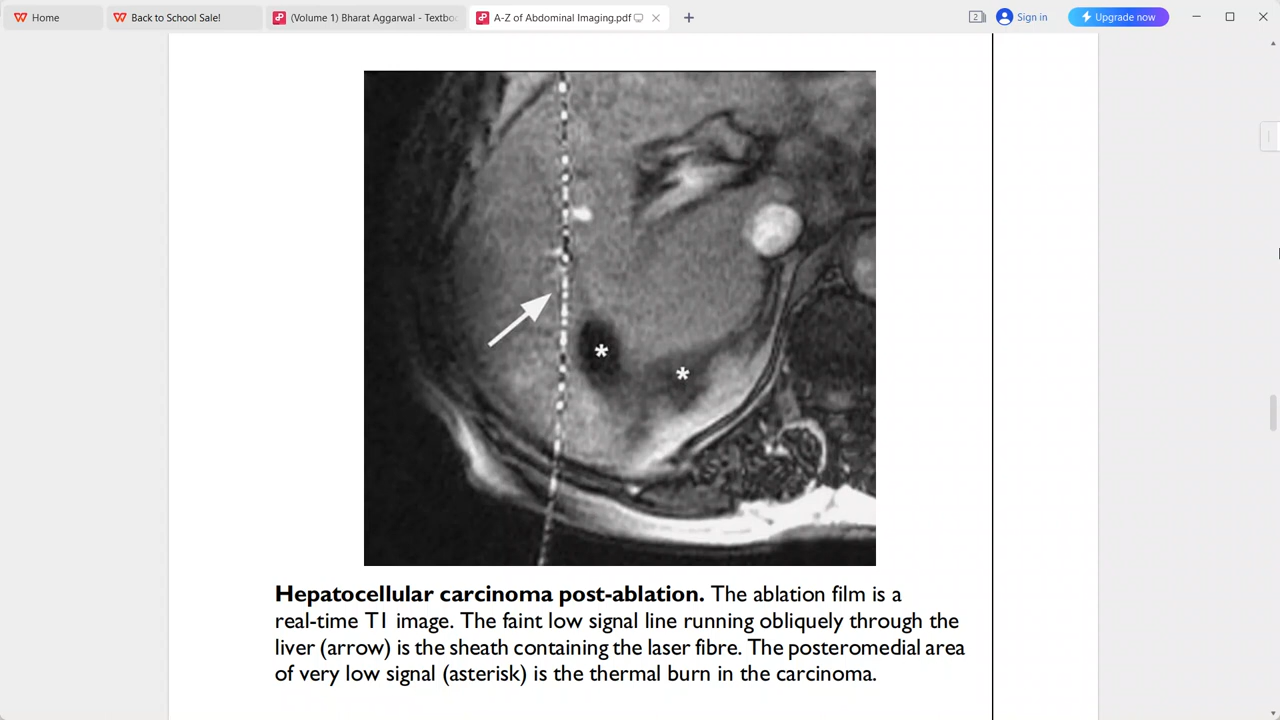 Home
Back to School Sale
(Volume 1) Bharat Aggarwal - Textbo
A-Z of Abdominal Imaging.pdf
2
Sign in
Upgrade now
*
*
Hepatocellular carcinoma post-ablation. The ablation film is a
real-time T1 image. The faint low signal line running obliquely through the
liver (arrow) is the sheath containing the laser fibre. The posteromedial area
of very low signal (asterisk) is the thermal burn in the carcinoma.